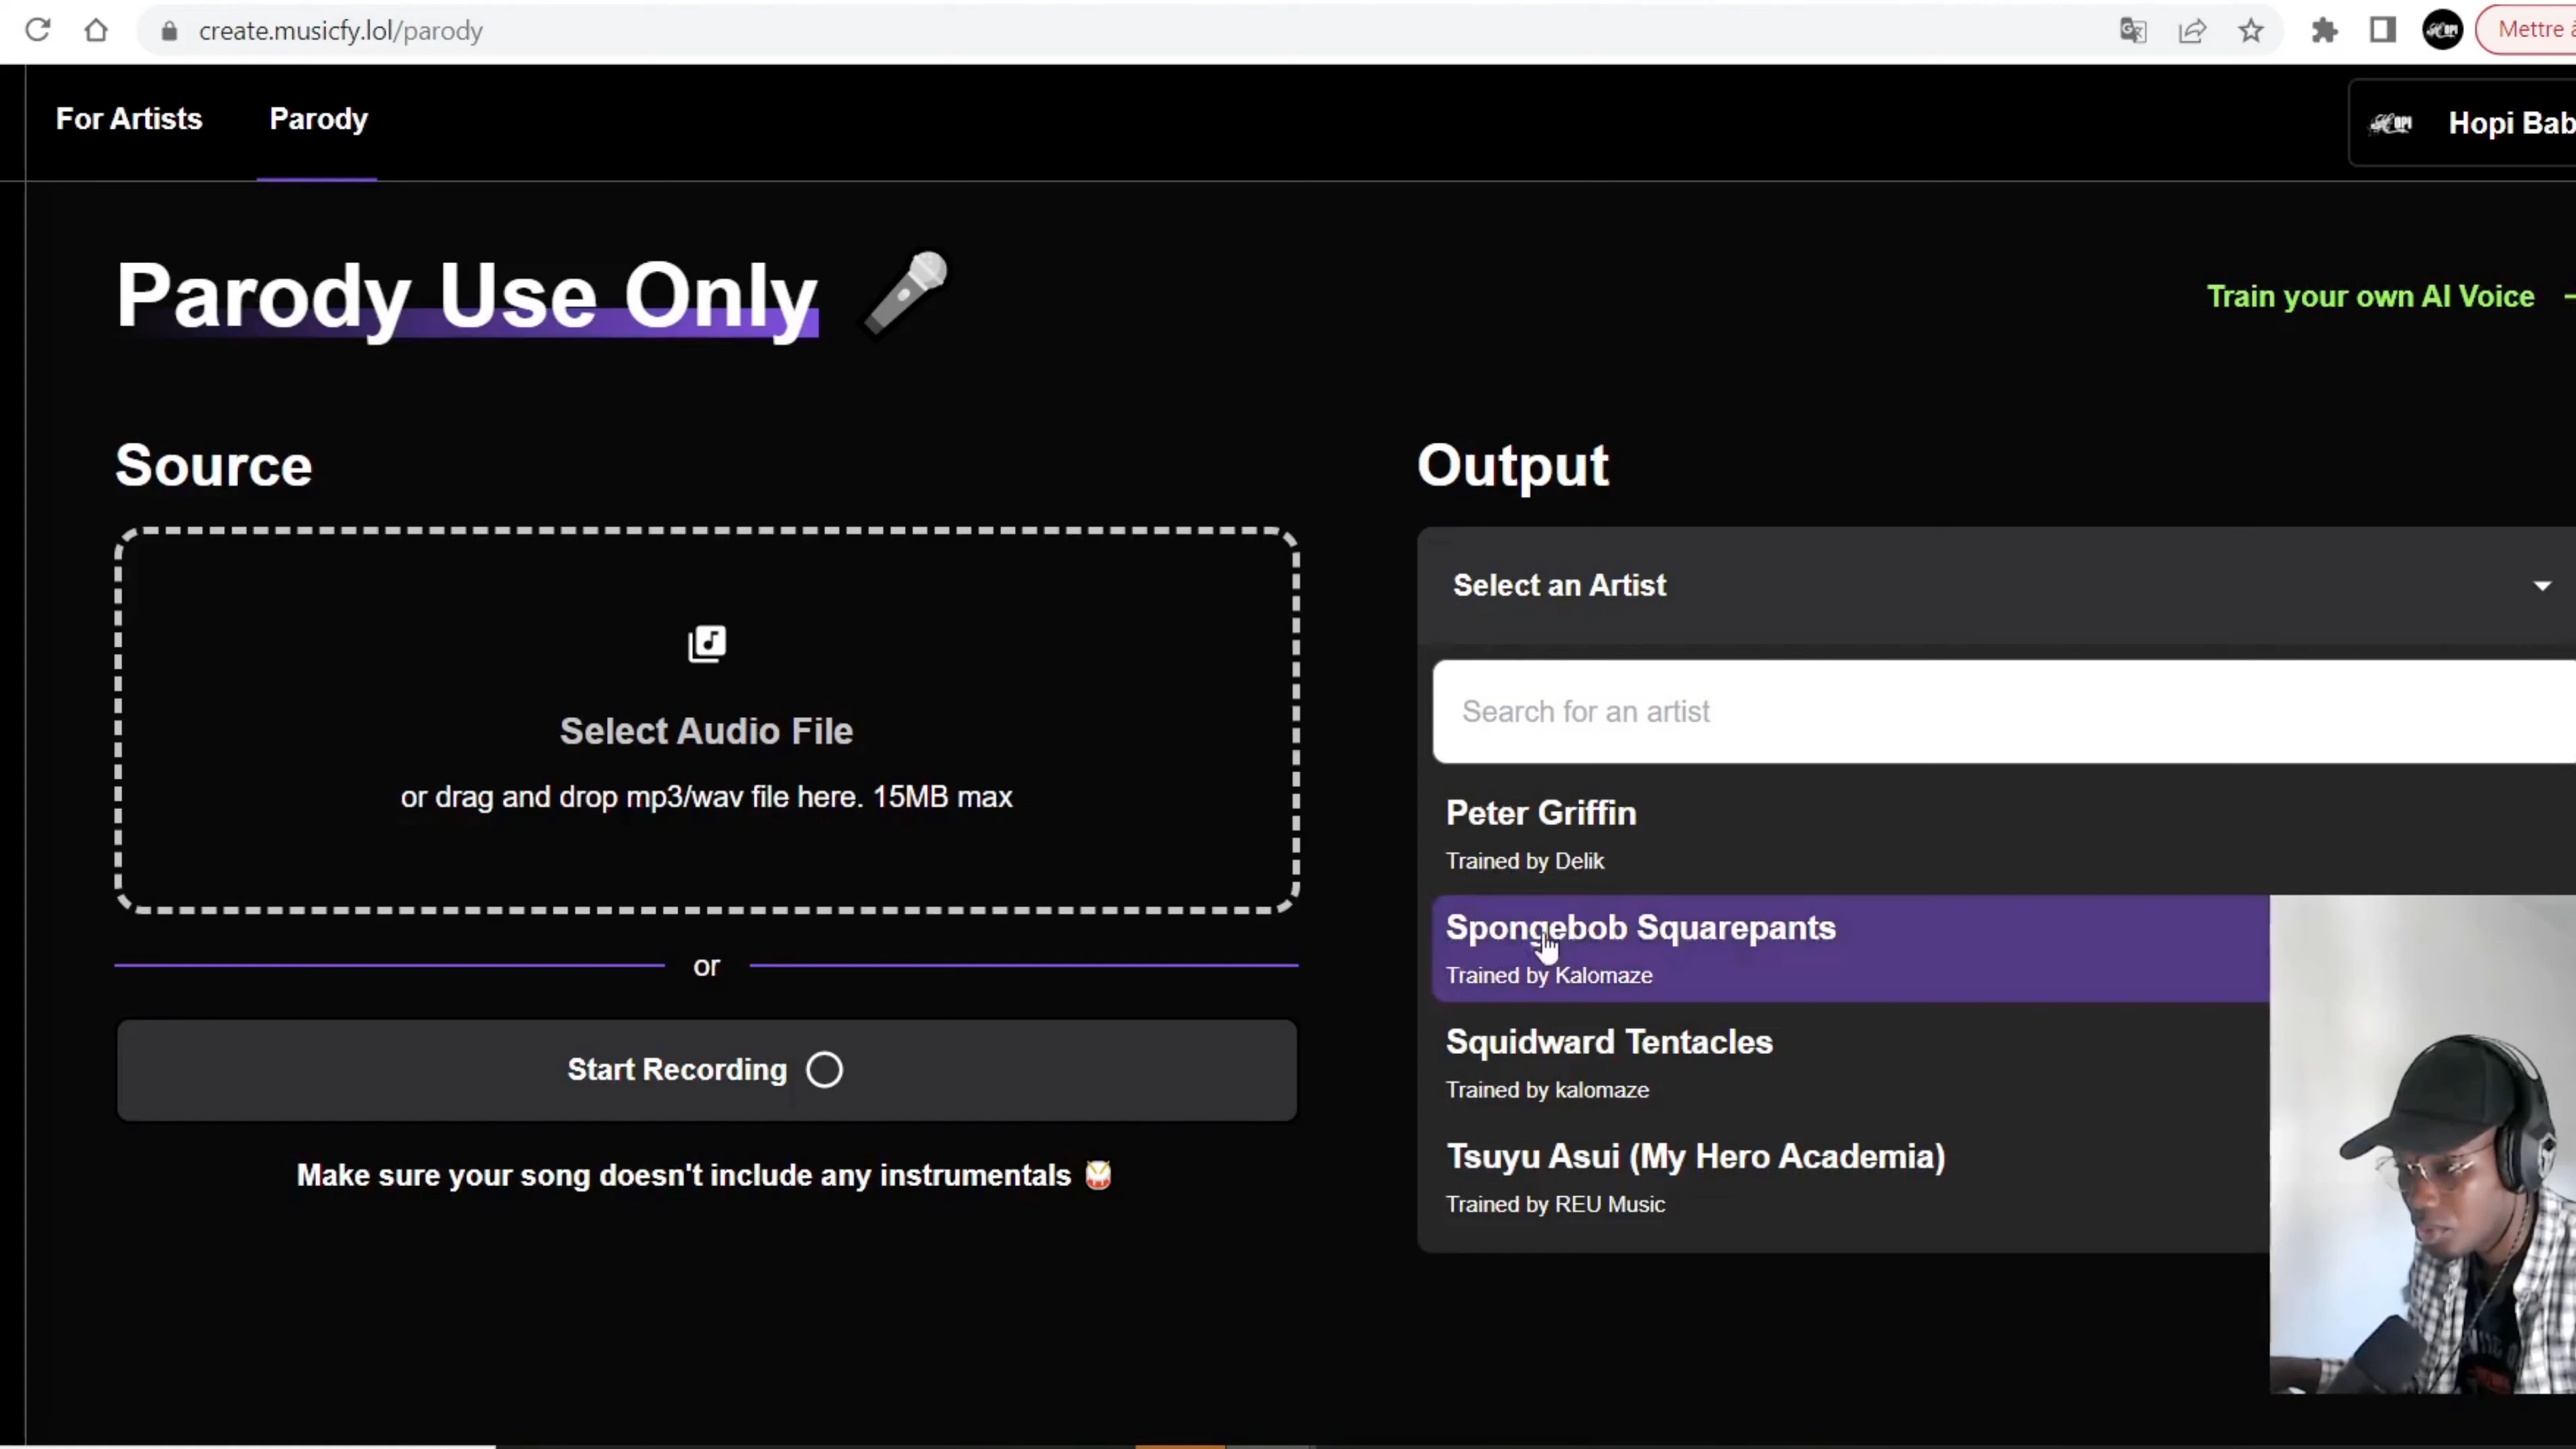 create.musicfy.lol/parody
Mettre à
For Artists
Parody
OPI
Hopi Bab
Parody Use Only
Train your own AI Voice
Source
Output
Select an Artist
Search for an artist
Select Audio File
or drag and drop mp3/wav file here. 15MB max
Peter Griffin
Trained by Delik
Spongebob Squarepants
Trained by Kalomaze
or
Squidward Tentacles
Trained by kalomaze
Start Recording
Tsuyu Asui (My Hero Academia)
Trained by REU Music
Make sure your song doesn't include any instrumentals